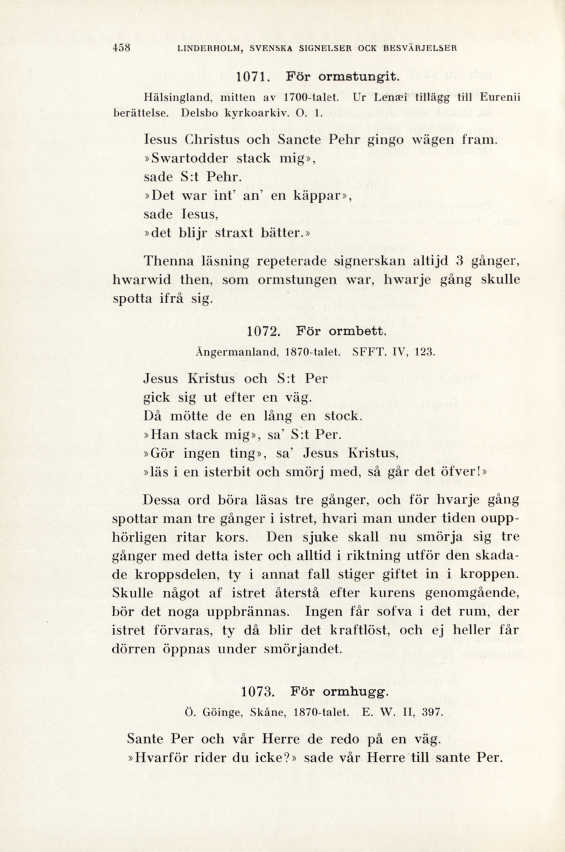 458 LINDERHOLM, SVENSKA SIGNELSER OCK BESVÄRJELSER
1071. För ormstungit.
Hälsingland, mitten av 1700-talet. Ur Lenæi tillägg till Eurenii
berättelse. Delsbo kyrkoarkiv. O. 1.
Iesus Christus och Sancte Pehr gingo wägen fram.
»Swartodder stack mig»,
sade S:t Pehr.
»Det war int' an' en käppar»,
sade Iesus,
»det blijr straxt bätter.»
Thenna läsning repeterade signerskan altijd 3 gånger,
hwarwid then, som ormstungen war, hwarje gång skulle
spotta ifrå sig.
1072. För ormbett.
Ångermanland, 1870-talet. SFFT. IV, 123.
Jesus Kristus och S:t Per
gick sig ut efter en väg.
Då mötte de en lång en stock.
»Han stack mig», sa' S:t Per.
»Gör ingen ting», sa' Jesus Kristus,
»läs i en isterbit och smörj med, så går det öfver!»
Dessa ord böra läsas tre gånger, och för hvarje gång
spottar man tre gånger i istret, hvari man under tiden oupp-
hörligen ritar kors. Den sjuke skall nu smörja sig tre
gånger med detta ister och alltid i riktning utför den skada-
de kroppsdelen, ty i annat fall stiger giftet in i kroppen.
Skulle något af istret återstå efter kurens genomgående,
bör det noga uppbrännas. Ingen får sofva i det rum, der
istret förvaras, ty då blir det kraftlöst, och ej heller får
dörren öppnas under smörjandet.
1073. För ormhugg.
Ö. Göinge, Skåne, 1870-talet. E. W. II, 397.
Sante Per och vår Herre de redo på en väg.
»Hvarför rider du icke?» sade vår Herre till sante Per.